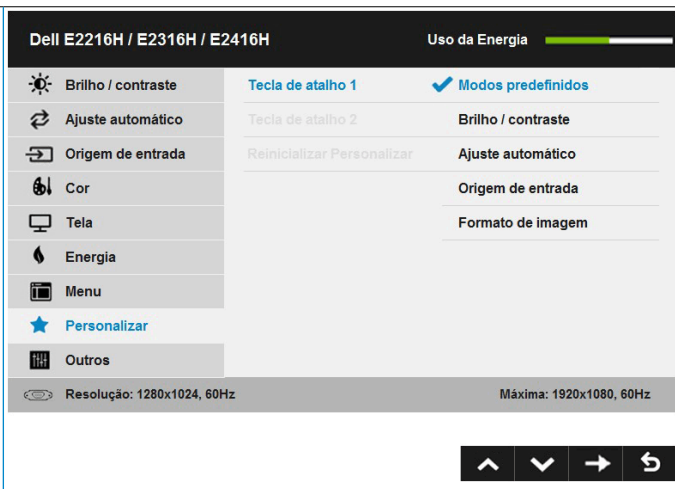 Dell E2216H / E2316H / E2416H
Uso da Energia
Brilho / contraste
Tecla de atalho 1
Modos predefinidos
Ajuste automático
Tecla de atalho 2
Brilho / contraste
Origem de entrada
Reinicializar Personalizar
Ajuste automático
Cor
Origem de entrada
Tela
Formato de imagem
Energia
Menu
Personalizar
Outros
Resolução: 1280x1024, 60Hz
Máxima: 1920x1080, 60Hz